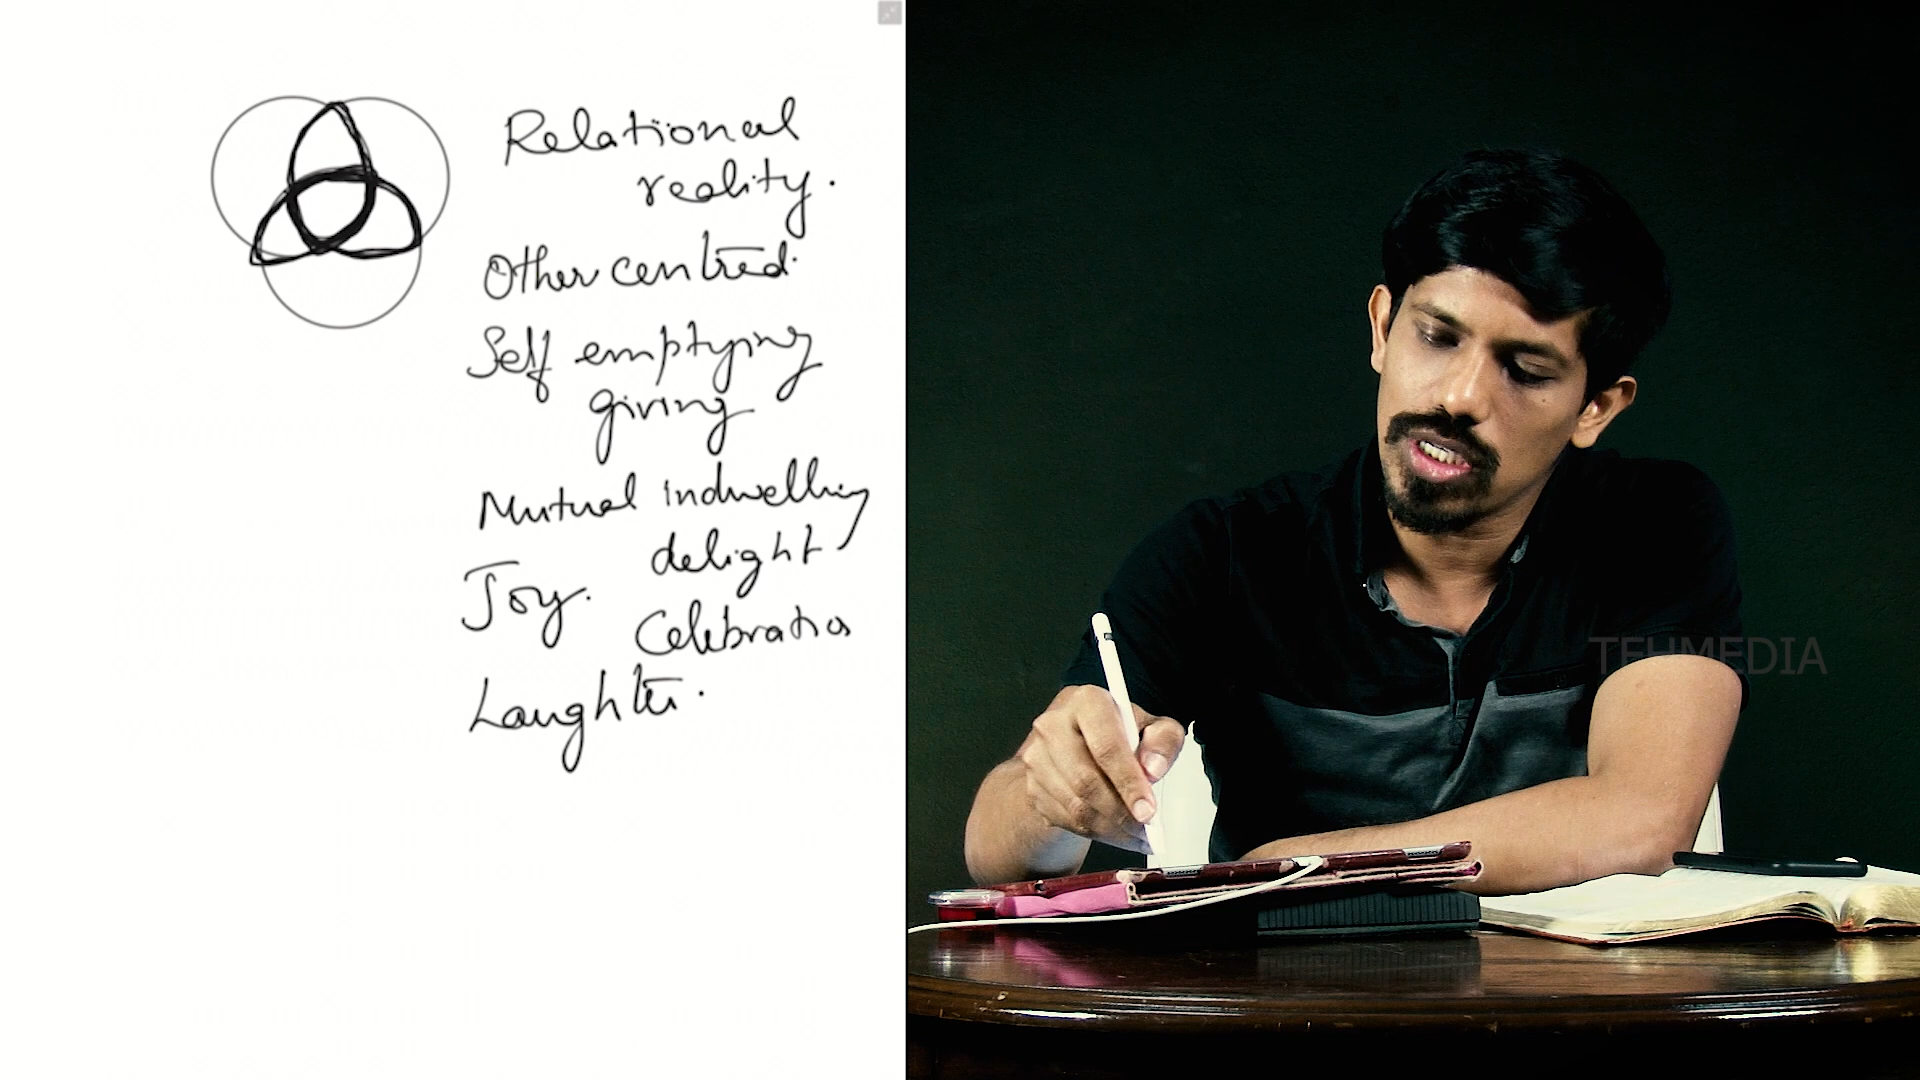 Relational
reality.
Other centred.
Self emptying
giving
Mutual indwelling
delight
Joy.
Celebration
Laughter.
TEHMEDIA